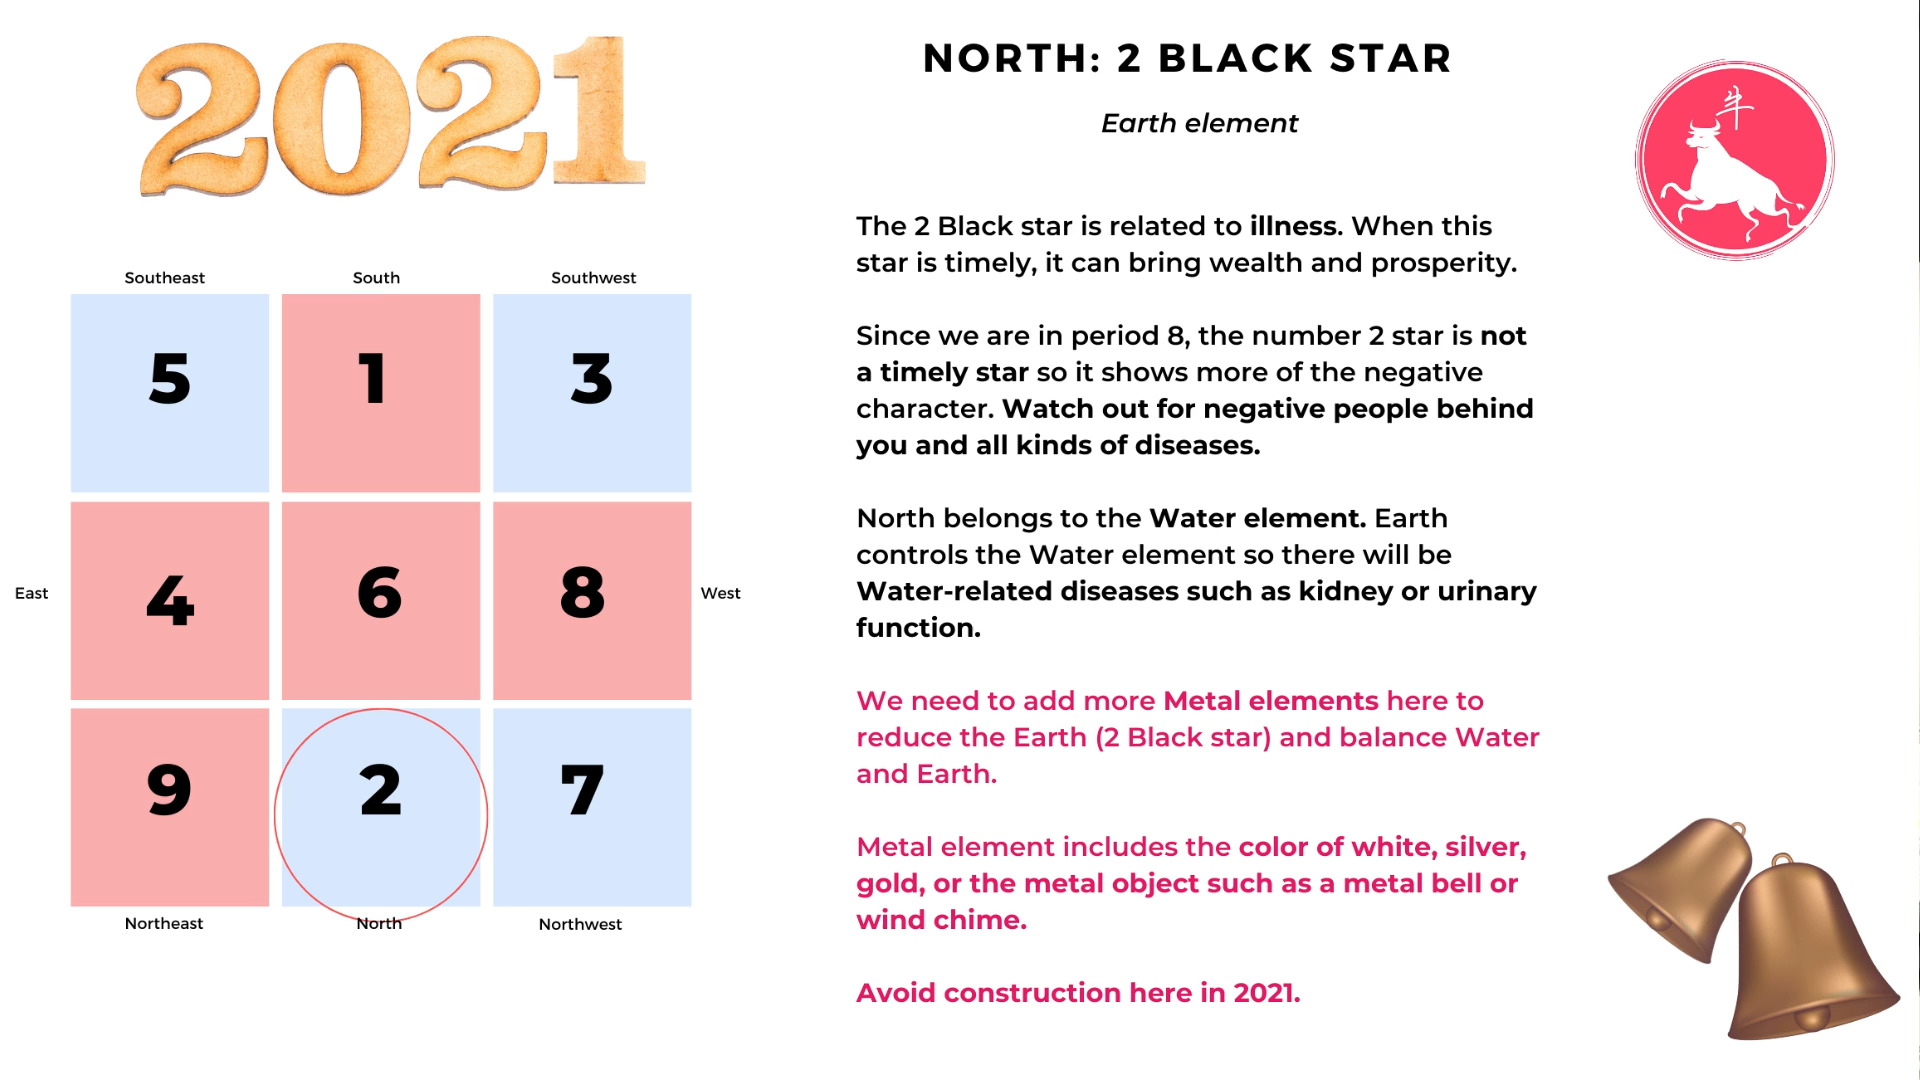 2021
NORTH: 2 BLACK STAR
Earth element
牛
Southeast South Southwest
5 1 3
East 4 6 8 West
9 2 7
Northeast North Northwest
The 2 Black star is related to illness. When this
star is timely, it can bring wealth and prosperity.
Since we are in period 8, the number 2 star is not
a timely star so it shows more of the negative
character. Watch out for negative people behind
you and all kinds of diseases.
North belongs to the Water element. Earth
controls the Water element so there will be
Water-related diseases such as kidney or urinary
function.
We need to add more Metal elements here to
reduce the Earth (2 Black star) and balance Water
and Earth.
Metal element includes the color of white, silver,
gold, or the metal object such as a metal bell or
wind chime.
Avoid construction here in 2021.